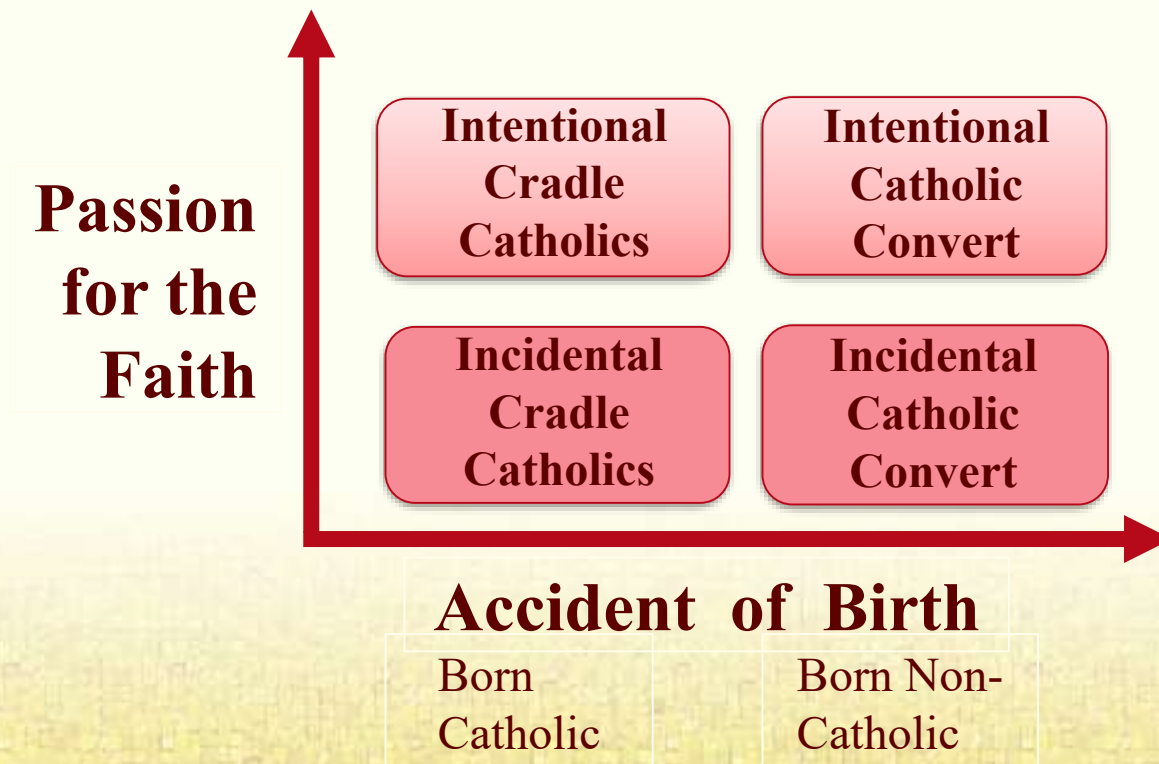 Passion
for the
Faith
Intentional
Cradle
Catholics
Intentional
Catholic
Convert
Incidental
Cradle
Catholics
Incidental
Catholic
Convert
Accident of Birth
Born
Catholic
Born Non-
Catholic